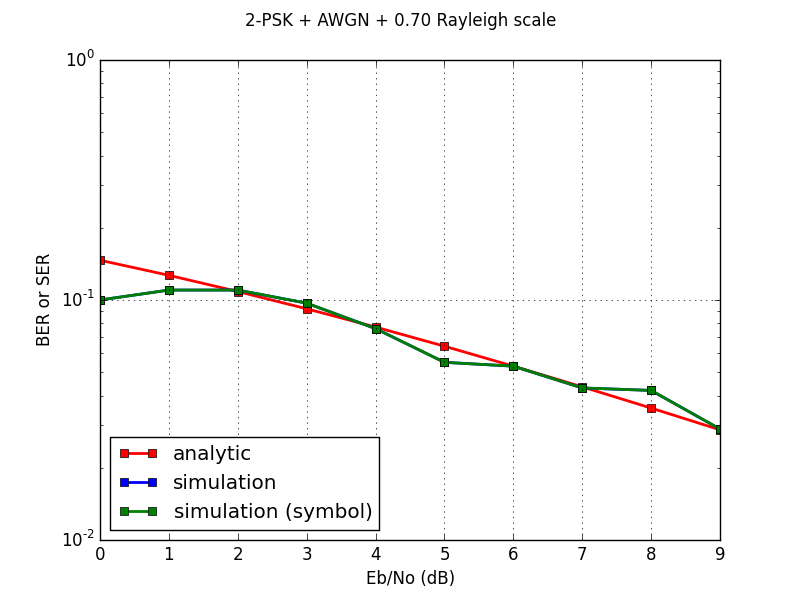 2-PSK + AWGN + 0.70 Rayleigh scale
10^0
10^-1
10^-2
BER or SER
analytic
simulation
simulation (symbol)
0 1 2 3 4 5 6 7 8 9
Eb/No (dB)